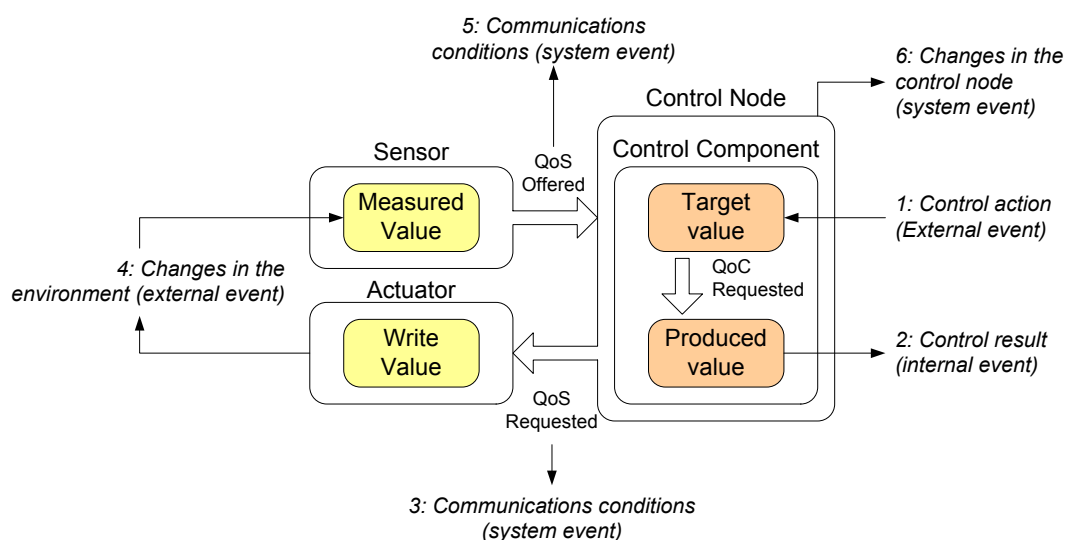 5: Communications
conditions (system event)
6: Changes in the
control node
(system event)
Control Node
Sensor
QoS
Offered
Control Component
Measured
Value
Target
value
1: Control action
(External event)
4: Changes in the
environment (external event)
QoC
Requested
Actuator
Write
Value
Produced
value
2: Control result
(internal event)
QoS
Requested
3: Communications conditions
(system event)